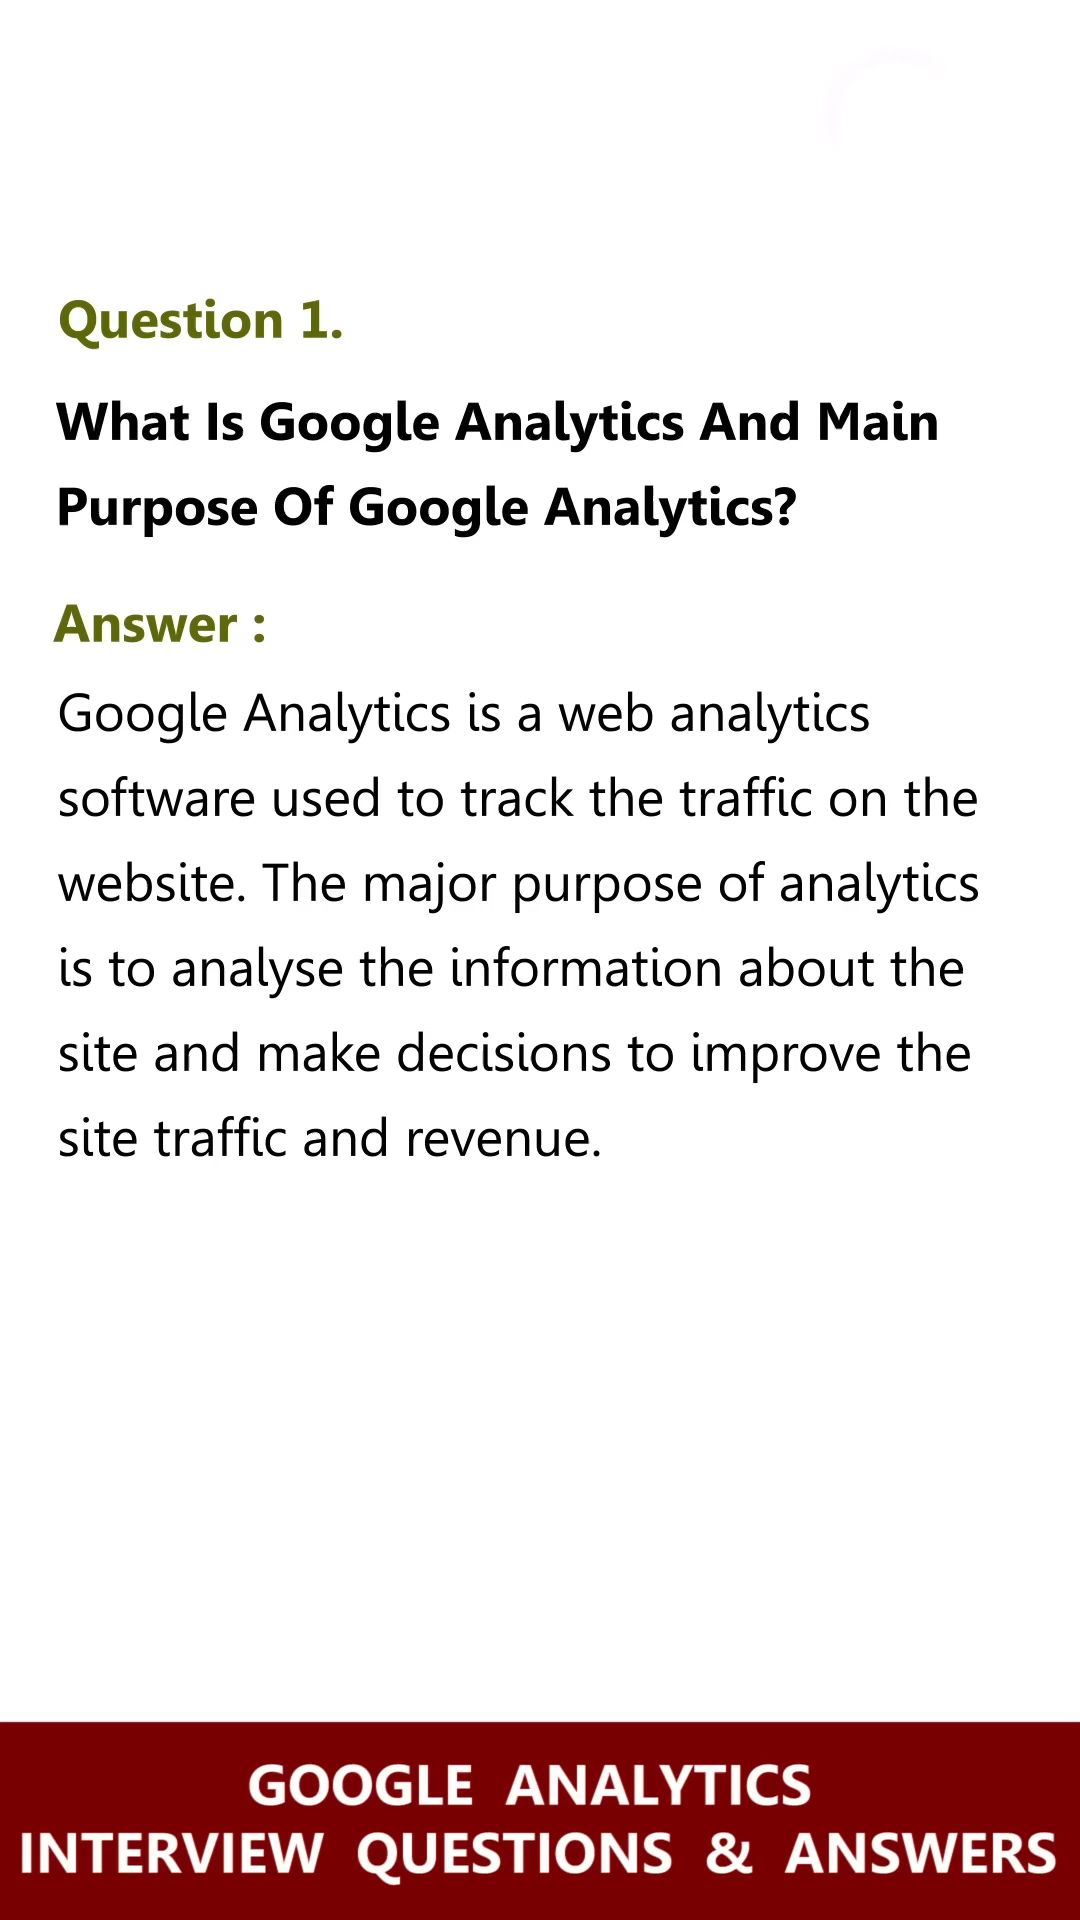 Question 1.
What Is Google Analytics And Main
Purpose Of Google Analytics?
Answer :
Google Analytics is a web analytics
software used to track the traffic on the
website. The major purpose of analytics
is to analyse the information about the
site and make decisions to improve the
site traffic and revenue.
GOOGLE ANALYTICS
INTERVIEW QUESTIONS & ANSWERS